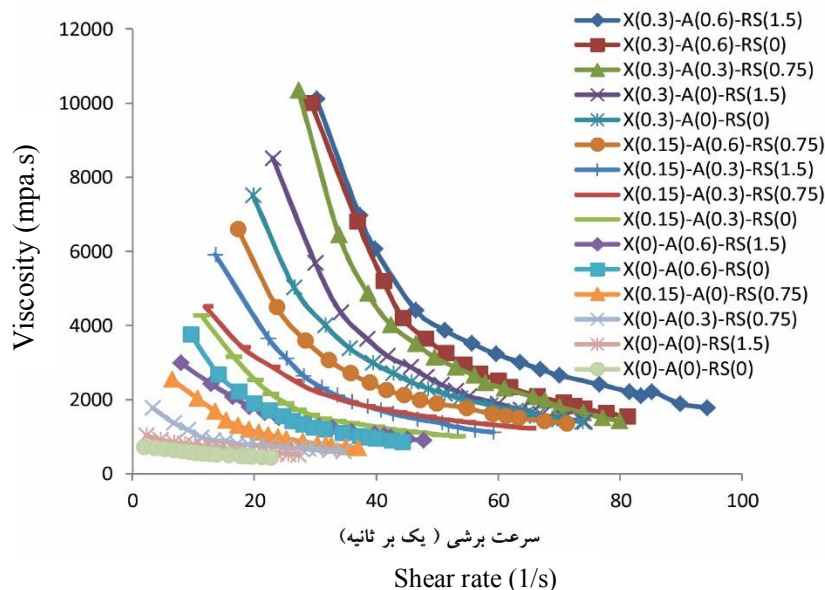 12000
10000
8000
6000
4000
2000
0
Viscosity (mpa.s)
0 20 40 60 80 100
سرعت برشی ( یک بر ثانیه)
Shear rate (1/s)
X(0.3)-A(0.6)-RS(1.5)
X(0.3)-A(0.6)-RS(0)
X(0.3)-A(0.3)-RS(0.75)
X(0.3)-A(0)-RS(1.5)
X(0.3)-A(0)-RS(0)
X(0.15)-A(0.6)-RS(0.75)
X(0.15)-A(0.3)-RS(1.5)
X(0.15)-A(0.3)-RS(0.75)
X(0.15)-A(0.3)-RS(0)
X(0)-A(0.6)-RS(1.5)
X(0)-A(0.6)-RS(0)
X(0.15)-A(0)-RS(0.75)
X(0)-A(0.3)-RS(0.75)
X(0)-A(0)-RS(1.5)
X(0)-A(0)-RS(0)